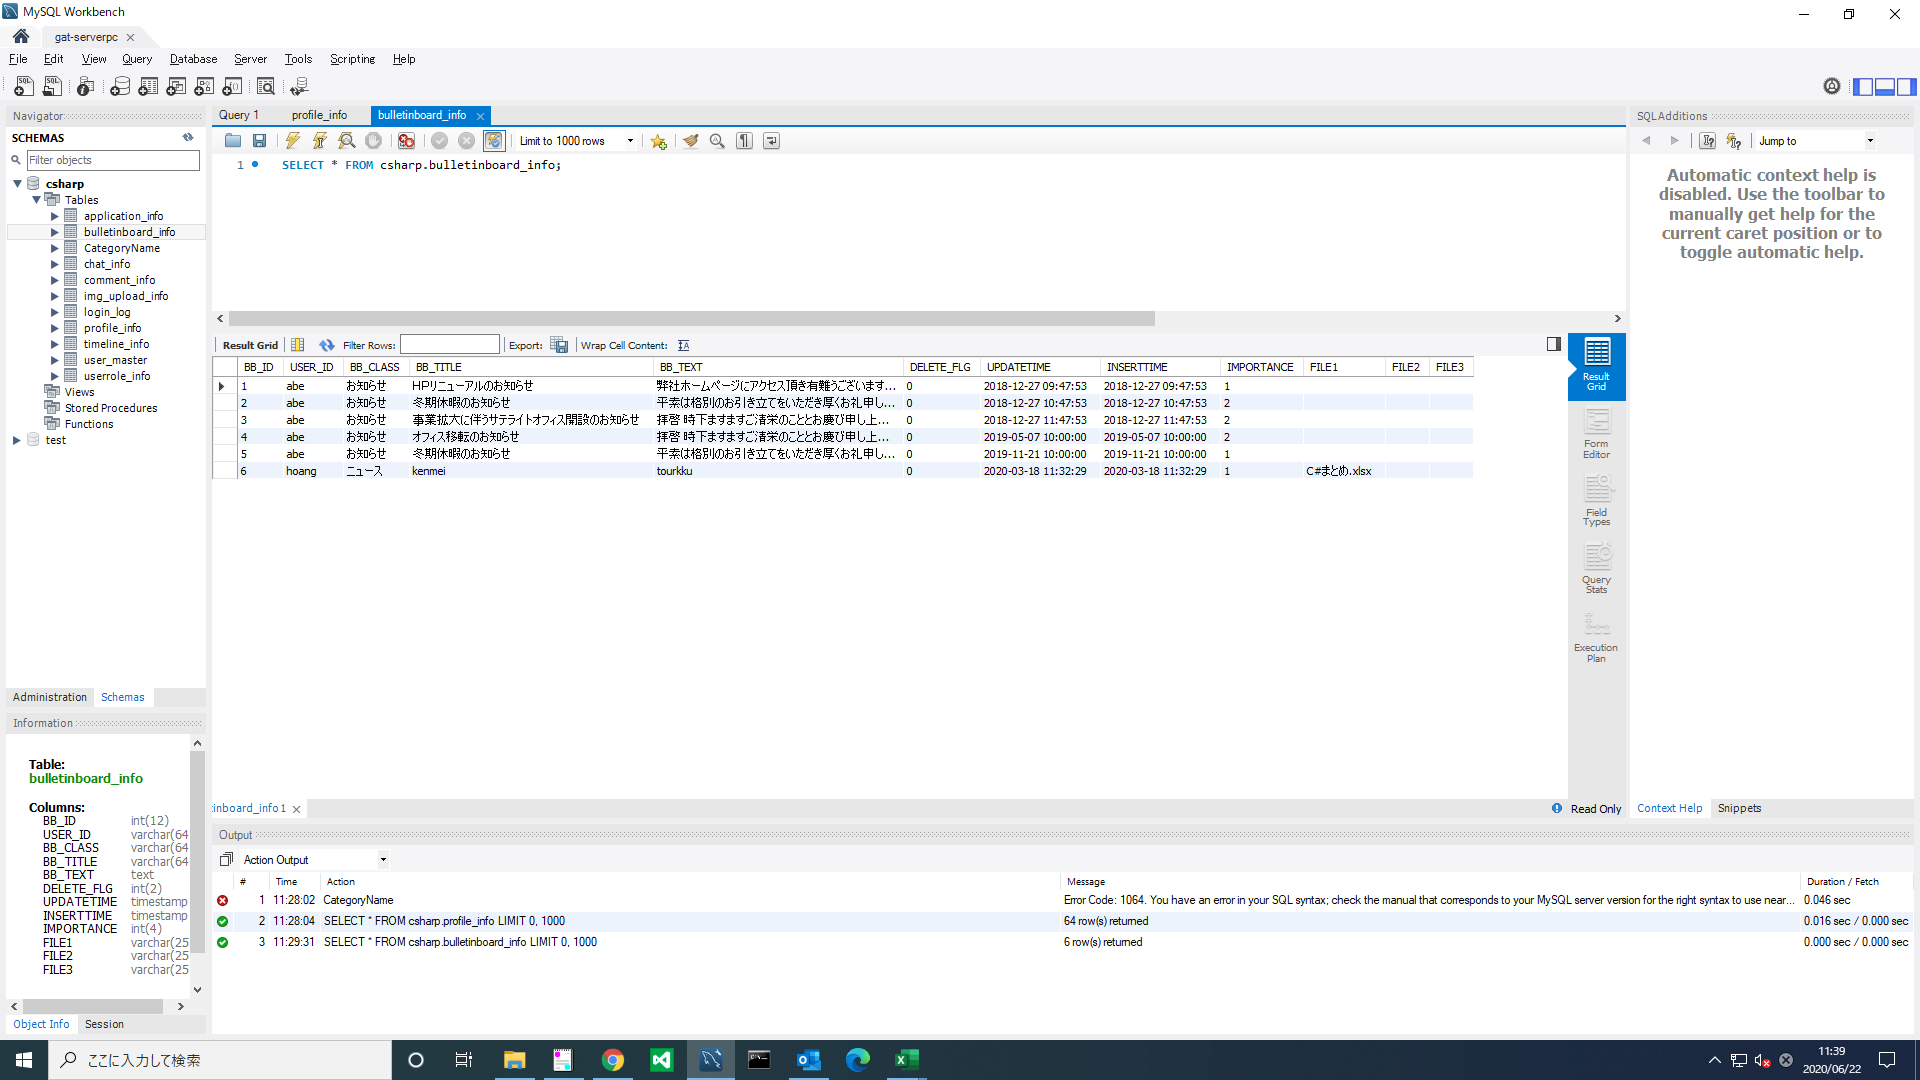 MySQL Workbench
gat-serverpc
File Edit View Query Database Server Tools Scripting Help
Navigator
SCHEMAS
Filter objects
csharp
Tables
application_info
bulletinboard_info
CategoryName
chat_info
comment_info
img_upload_info
login_log
profile_info
timeline_info
user_master
userrole_info
Views
Stored Procedures
Functions
test
Administration Schemas
Information
Table:
bulletinboard_info
Columns:
BB_ID int(12)
USER_ID varchar(64
BB_CLASS varchar(64
BB_TITLE varchar(64
BB_TEXT text
DELETE_FLG int(2)
UPDATETIME timestamp
INSERTTIME timestamp
IMPORTANCE int(4)
FILE1 varchar(25
FILE2 varchar(25
FILE3 varchar(25
Object Info Session
Query 1 profile_info bulletinboard_info
Limit to 1000 rows
1 SELECT * FROM csharp.bulletinboard_info;
Result Grid Filter Rows: Export: Wrap Cell Content:
BB_ID USER_ID BB_CLASS BB_TITLE BB_TEXT DELETE_FLG UPDATETIME INSERTTIME IMPORTANCE FILE1 FILE2 FILE3
1 abe お知らせ HPリニューアルのお知らせ 弊社ホームページにアクセス頂き有難うございます... 0 2018-12-27 09:47:53 2018-12-27 09:47:53 1
2 abe お知らせ 冬期休暇のお知らせ 平素は格別のお引き立てをいただき厚くお礼申し... 0 2018-12-27 10:47:53 2018-12-27 10:47:53 2
3 abe お知らせ 事業拡大に伴うサテライトオフィス開設のお知らせ 拝啓 時下ますますご清栄のこととお慶び申し上... 0 2018-12-27 11:47:53 2018-12-27 11:47:53 2
4 abe お知らせ オフィス移転のお知らせ 拝啓 時下ますますご清栄のこととお慶び申し上... 0 2019-05-07 10:00:00 2019-05-07 10:00:00 2
5 abe お知らせ 冬期休暇のお知らせ 平素は格別のお引き立てをいただき厚くお礼申し... 0 2019-11-21 10:00:00 2019-11-21 10:00:00 1
6 hoang ニュース kenmei tourkku 0 2020-03-18 11:32:29 2020-03-18 11:32:29 1 C#まとめ.xlsx
Result
Grid
Form
Editor
Field
Types
Query
Stats
Execution
Plan
inboard_info 1
Read Only
SQLAdditions
Jump to
Automatic context help is
disabled. Use the toolbar to
manually get help for the
current caret position or to
toggle automatic help.
Context Help Snippets
Output
Action Output
# Time Action Message Duration / Fetch
1 11:28:02 CategoryName Error Code: 1064. You have an error in your SQL syntax; check the manual that corresponds to your MySQL server version for the right syntax to use near... 0.046 sec
2 11:28:04 SELECT * FROM csharp.profile_info LIMIT 0, 1000 64 row(s) returned 0.016 sec / 0.000 sec
3 11:29:31 SELECT * FROM csharp.bulletinboard_info LIMIT 0, 1000 6 row(s) returned 0.000 sec / 0.000 sec
ここに入力して検索
11:39
2020/06/22